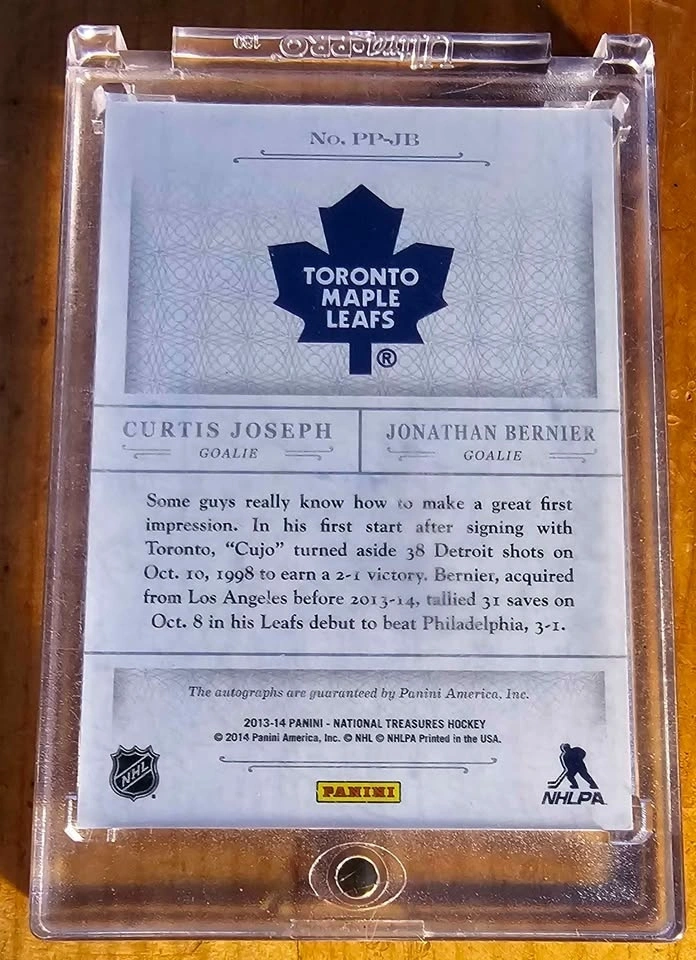 Ultra•PRO 180
No. PP-JB
TORONTO
MAPLE
LEAFS
®
CURTIS JOSEPH
GOALIE
JONATHAN BERNIER
GOALIE
Some guys really know how to make a great first
impression. In his first start after signing with
Toronto, “Cujo” turned aside 38 Detroit shots on
Oct. 10, 1998 to earn a 2-1 victory. Bernier, acquired
from Los Angeles before 2013-14, tallied 31 saves on
Oct. 8 in his Leafs debut to beat Philadelphia, 3-1.
The autographs are guaranteed by Panini America, Inc.
2013-14 PANINI - NATIONAL TREASURES HOCKEY
© 2014 Panini America, Inc. © NHL © NHLPA Printed in the USA.
NHL
PANINI
NHLPA